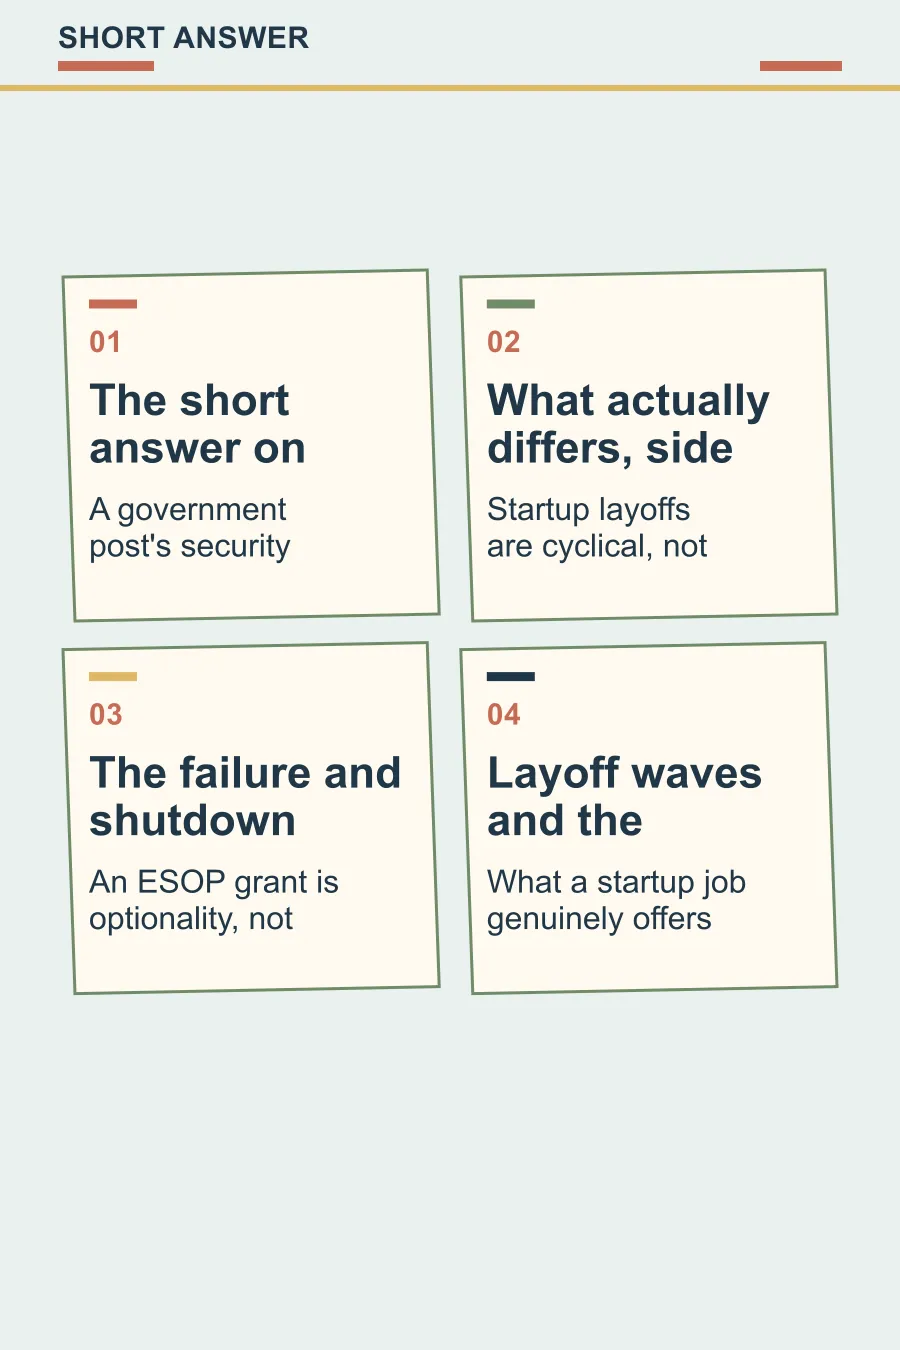 SHORT ANSWER
01
The short
answer on
A government
post's security
02
What actually
differs, side
Startup layoffs
are cyclical, not
03
The failure and
shutdown
An ESOP grant is
optionality, not
04
Layoff waves
and the
What a startup job
genuinely offers